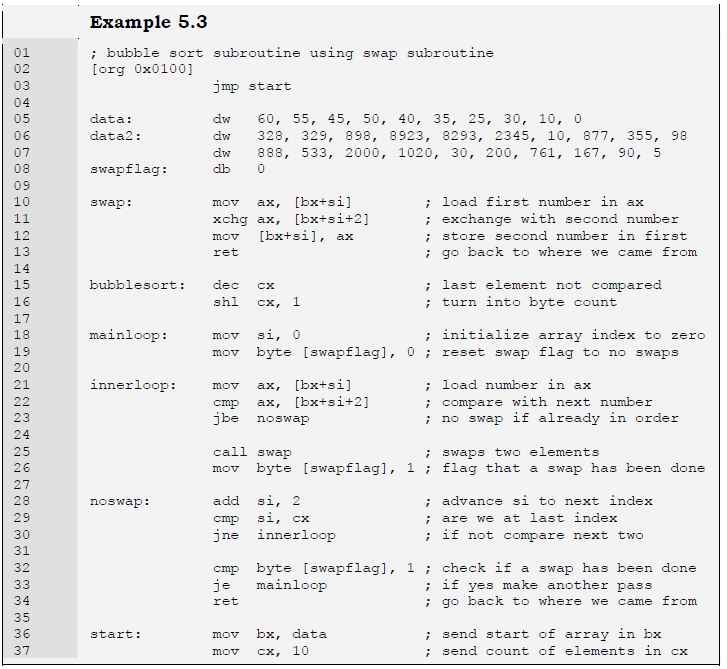 Example 5.3
01 ; bubble sort subroutine using swap subroutine
02 [org 0x0100]
03 jmp start
04
05 data: dw 60, 55, 45, 50, 40, 35, 25, 30, 10, 0
06 data2: dw 328, 329, 898, 8923, 8293, 2345, 10, 877, 355, 98
07 dw 888, 533, 2000, 1020, 30, 200, 761, 167, 90, 5
08 swapflag: db 0
09
10 swap: mov ax, [bx+si] ; load first number in ax
11 xchg ax, [bx+si+2] ; exchange with second number
12 mov [bx+si], ax ; store second number in first
13 ret ; go back to where we came from
14
15 bubblesort: dec cx ; last element not compared
16 shl cx, 1 ; turn into byte count
17
18 mainloop: mov si, 0 ; initialize array index to zero
19 mov byte [swapflag], 0 ; reset swap flag to no swaps
20
21 innerloop: mov ax, [bx+si] ; load number in ax
22 cmp ax, [bx+si+2] ; compare with next number
23 jbe noswap ; no swap if already in order
24
25 call swap ; swaps two elements
26 mov byte [swapflag], 1 ; flag that a swap has been done
27
28 noswap: add si, 2 ; advance si to next index
29 cmp si, cx ; are we at last index
30 jne innerloop ; if not compare next two
31
32 cmp byte [swapflag], 1 ; check if a swap has been done
33 je mainloop ; if yes make another pass
34 ret ; go back to where we came from
35
36 start: mov bx, data ; send start of array in bx
37 mov cx, 10 ; send count of elements in cx